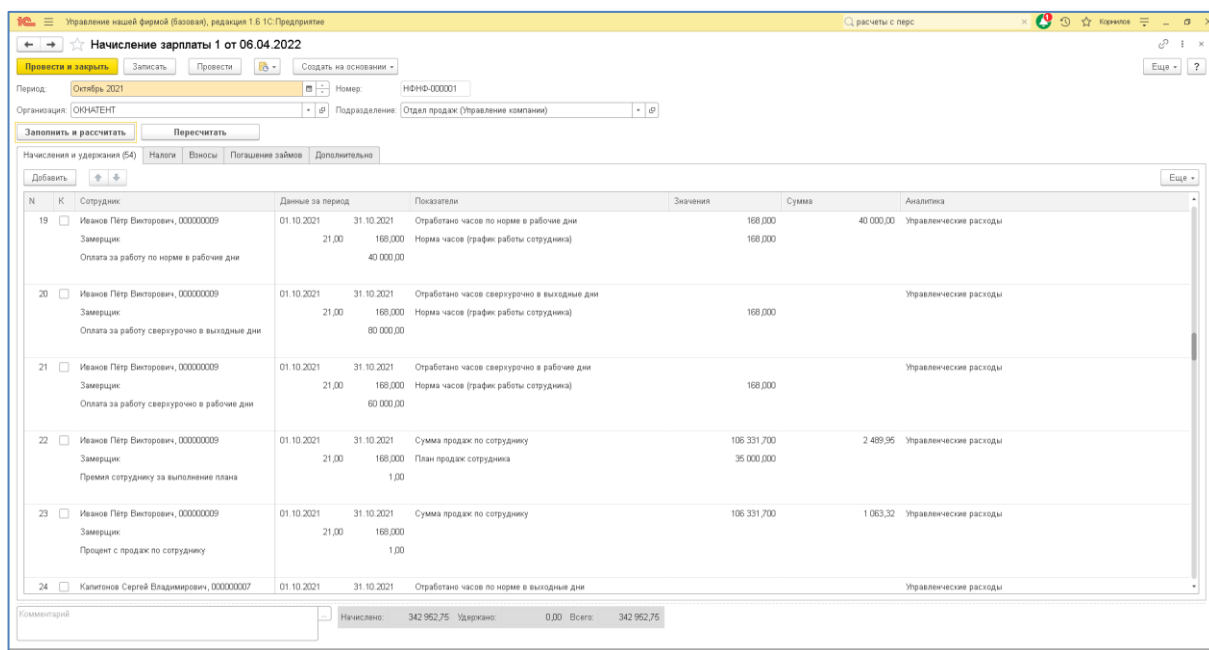 1С Управление нашей фирмой (базовая), редакция 1.6 1С:Предприятие расчеты с перс × Корнилов
Начисление зарплаты 1 от 06.04.2022
Провести и закрыть Записать Провести Создать на основании Еще ?
Период: Октябрь 2021 Номер: НФНФ-000001
Организация: ОКНАТЕНТ Подразделение: Отдел продаж (Управление компании)
Заполнить и рассчитать Пересчитать
Начисления и удержания (54) Налоги Взносы Погашение займов Дополнительно
Добавить Еще
N К Сотрудник Данные за период Показатели Значения Сумма Аналитика
19 Иванов Пётр Викторович, 000000009 01.10.2021 31.10.2021 Отработано часов по норме в рабочие дни 168,000 40 000,00 Управленческие расходы
Замерщик 21,00 168,000 Норма часов (график работы сотрудника) 168,000
Оплата за работу по норме в рабочие дни 40 000,00
20 Иванов Пётр Викторович, 000000009 01.10.2021 31.10.2021 Отработано часов сверхурочно в выходные дни Управленческие расходы
Замерщик 21,00 168,000 Норма часов (график работы сотрудника) 168,000
Оплата за работу сверхурочно в выходные дни 80 000,00
21 Иванов Пётр Викторович, 000000009 01.10.2021 31.10.2021 Отработано часов сверхурочно в рабочие дни Управленческие расходы
Замерщик 21,00 168,000 Норма часов (график работы сотрудника) 168,000
Оплата за работу сверхурочно в рабочие дни 60 000,00
22 Иванов Пётр Викторович, 000000009 01.10.2021 31.10.2021 Сумма продаж по сотруднику 106 331,700 2 489,95 Управленческие расходы
Замерщик 21,00 168,000 План продаж сотрудника 35 000,000
Премия сотруднику за выполнение плана 1,00
23 Иванов Пётр Викторович, 000000009 01.10.2021 31.10.2021 Сумма продаж по сотруднику 106 331,700 1 063,32 Управленческие расходы
Замерщик 21,00 168,000
Процент с продаж по сотруднику 1,00
24 Капитонов Сергей Владимирович, 000000007 01.10.2021 31.10.2021 Отработано часов по норме в выходные дни Управленческие расходы
Комментарий ... Начислено: 342 952,75 Удержано: 0,00 Всего: 342 952,75